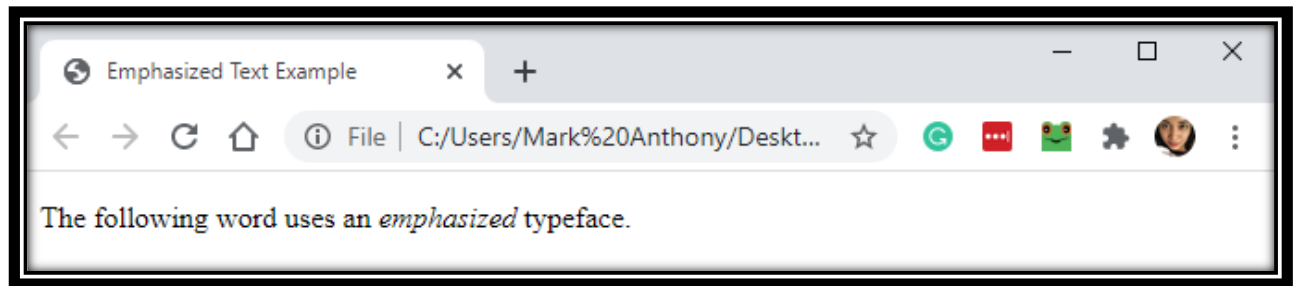 Emphasized Text Example
File C:/Users/Mark%20Anthony/Deskt...
The following word uses an emphasized typeface.